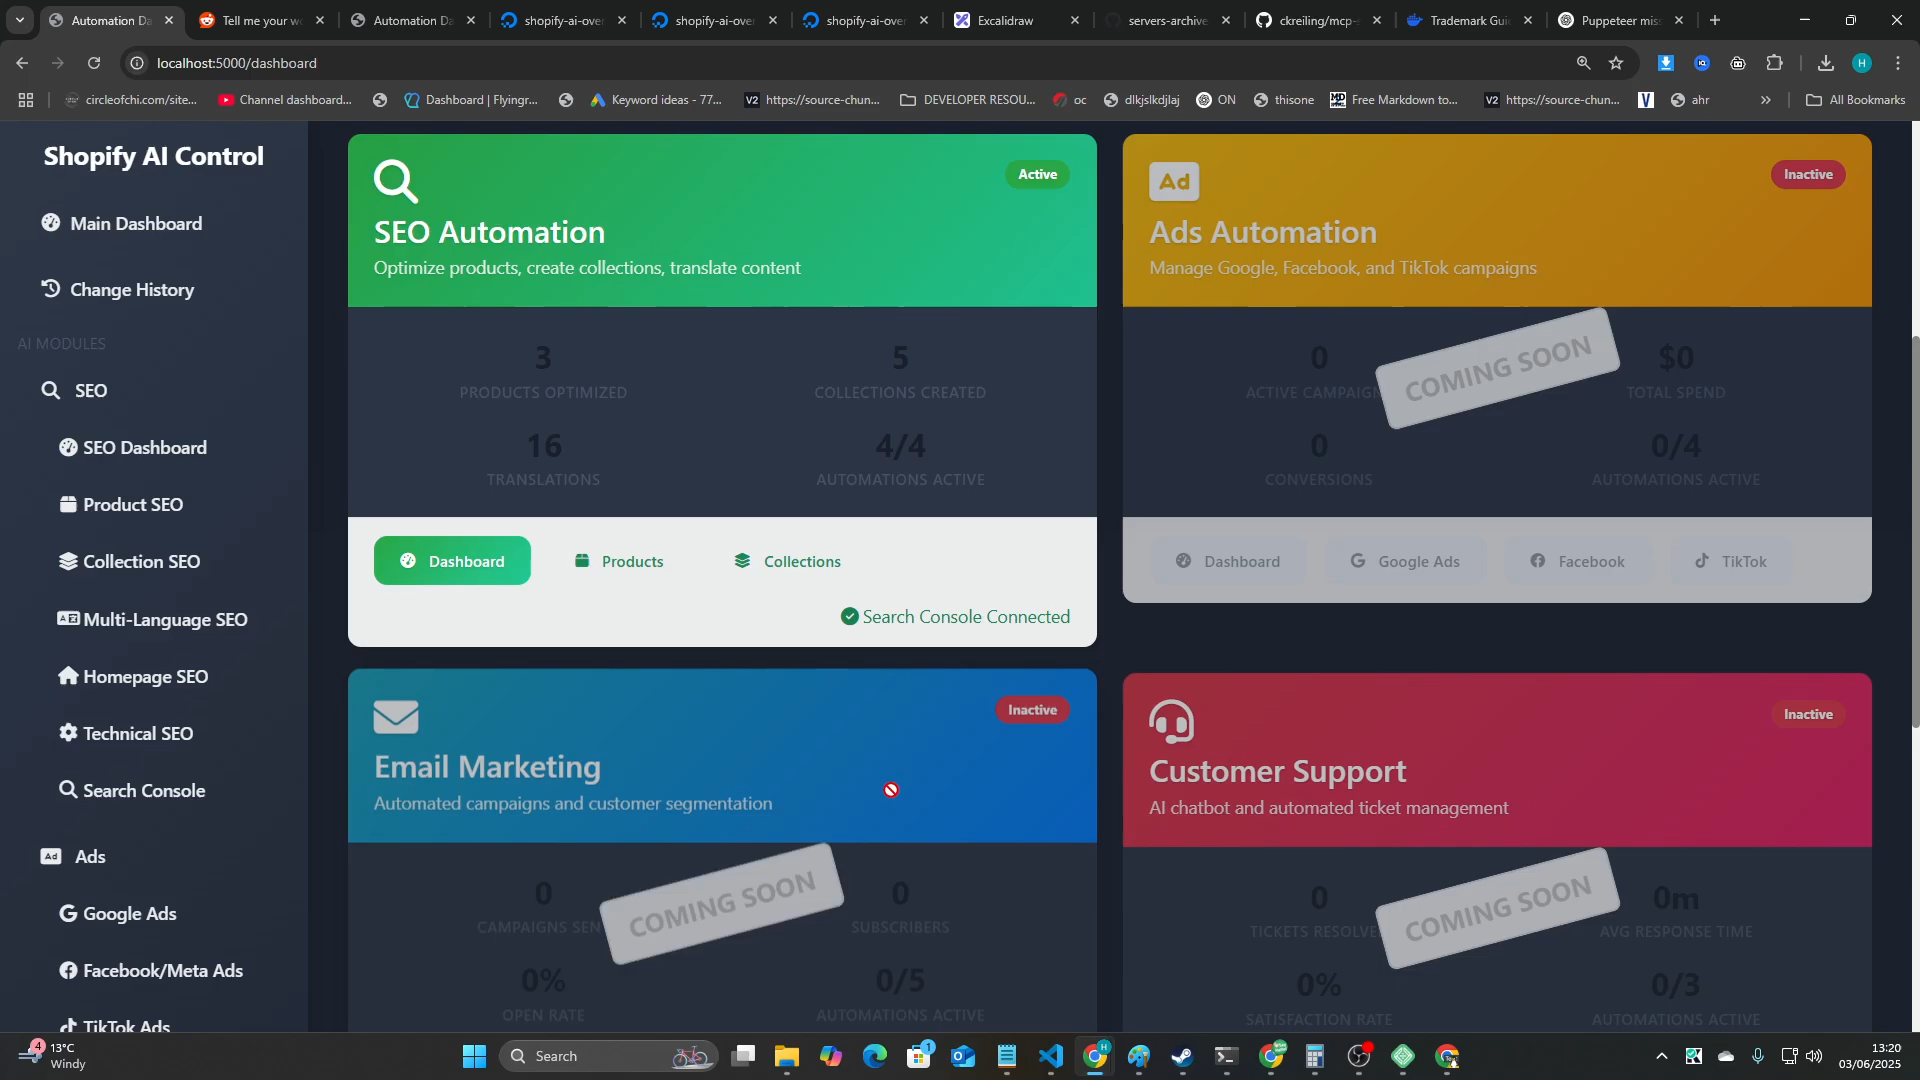 Automation Da
Tell me your wo
Automation Da
shopify-ai-over
shopify-ai-over
shopify-ai-over
Excalidraw
servers-archive
ckreiling/mcp-s
Trademark Guid
Puppeteer miss
localhost:5000/dashboard
circleofchi.com/site...
Channel dashboard...
Dashboard | Flyingr...
Keyword ideas - 77...
https://source-chun...
DEVELOPER RESOU...
oc
dlkjslkdjlaj
ON
thisone
Free Markdown to...
https://source-chun...
ahr
All Bookmarks
Shopify AI Control
Main Dashboard
Change History
AI MODULES
SEO
SEO Dashboard
Product SEO
Collection SEO
Multi-Language SEO
Homepage SEO
Technical SEO
Search Console
Ads
Google Ads
Facebook/Meta Ads
TikTok Ads
Active
SEO Automation
Optimize products, create collections, translate content
3
PRODUCTS OPTIMIZED
5
COLLECTIONS CREATED
16
TRANSLATIONS
4/4
AUTOMATIONS ACTIVE
Dashboard
Products
Collections
Search Console Connected
Ad
Inactive
Ads Automation
Manage Google, Facebook, and TikTok campaigns
0
ACTIVE CAMPAIGN
COMING SOON
$0
TOTAL SPEND
0
CONVERSIONS
0/4
AUTOMATIONS ACTIVE
Dashboard
Google Ads
Facebook
TikTok
Inactive
Email Marketing
Automated campaigns and customer segmentation
0
CAMPAIGNS SEN
COMING SOON
0
SUBSCRIBERS
0%
OPEN RATE
0/5
AUTOMATIONS ACTIVE
Inactive
Customer Support
AI chatbot and automated ticket management
0
TICKETS RESOLVE
COMING SOON
0m
AVG RESPONSE TIME
0%
SATISFACTION RATE
0/3
AUTOMATIONS ACTIVE
4
13°C
Windy
Search
1
13:20
03/06/2025